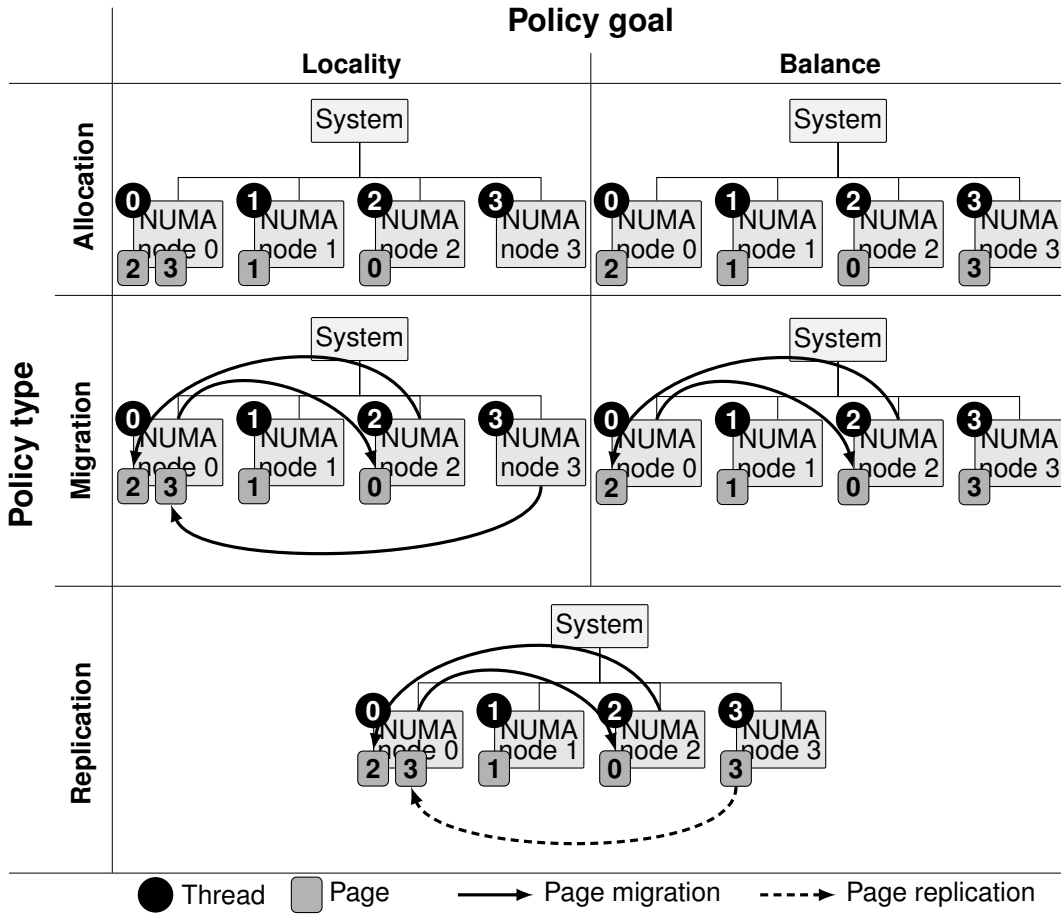 Policy goal
Locality
Balance
Policy type
Allocation
System
0 1 2 3
NUMA node 0
NUMA node 1
NUMA node 2
NUMA node 3
2 3 1 0
System
0 1 2 3
NUMA node 0
NUMA node 1
NUMA node 2
NUMA node 3
2 1 0 3
Migration
System
0 1 2 3
NUMA node 0
NUMA node 1
NUMA node 2
NUMA node 3
2 3 1 0
System
0 1 2 3
NUMA node 0
NUMA node 1
NUMA node 2
NUMA node 3
2 1 0 3
Replication
System
0 1 2 3
NUMA node 0
NUMA node 1
NUMA node 2
NUMA node 3
2 3 1 0 3
Thread
Page
Page migration
Page replication